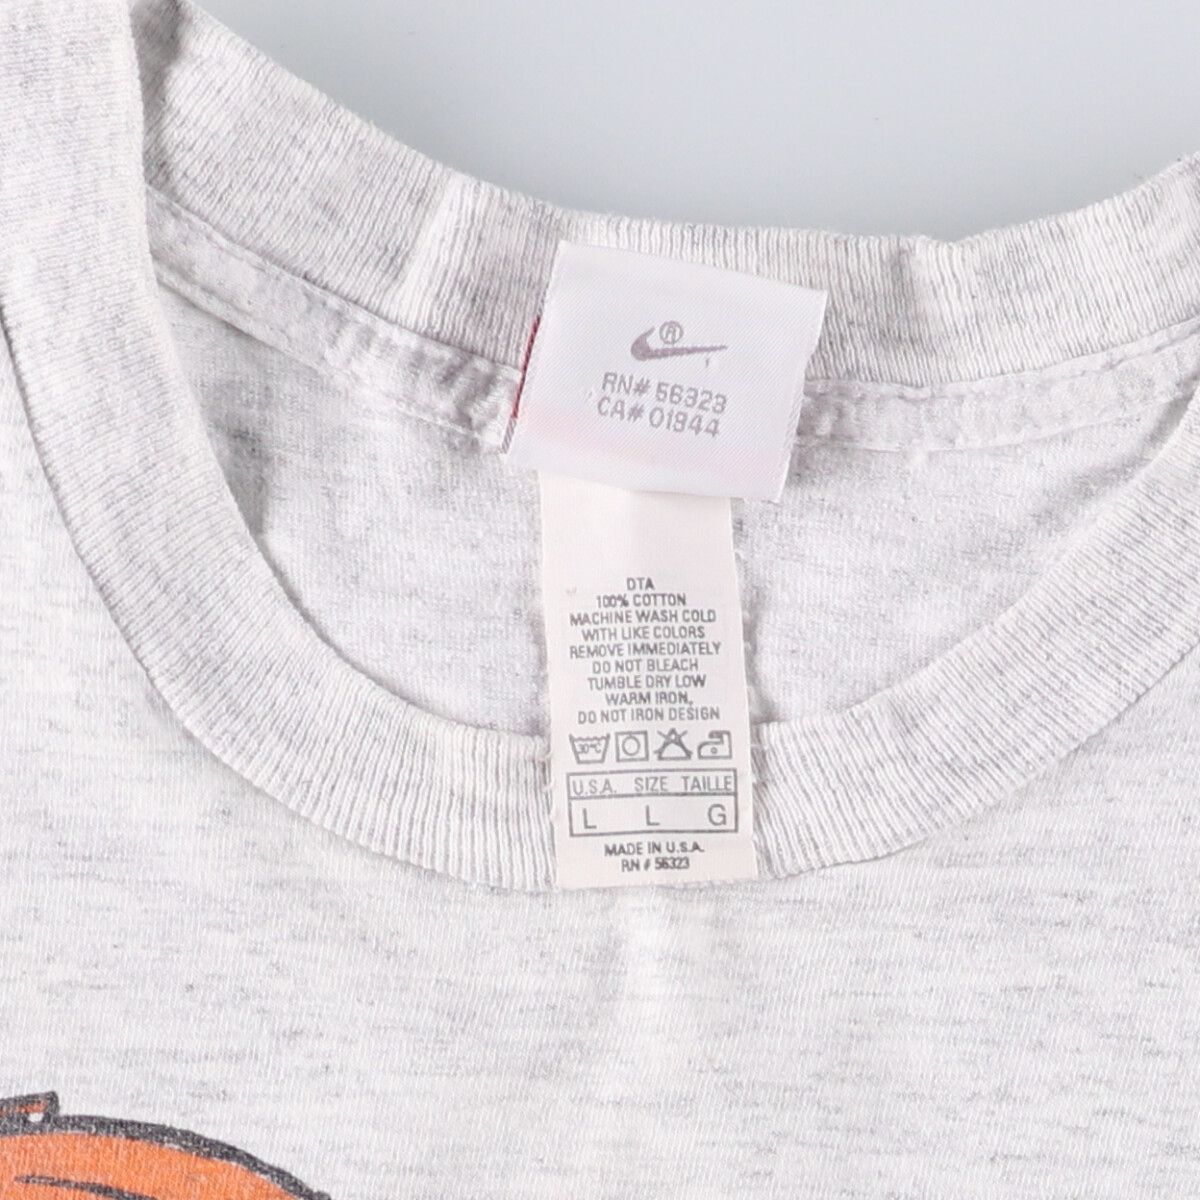 ®
RN# 56323
CA# 01944
DTA
100% COTTON
MACHINE WASH COLD
WITH LIKE COLORS
REMOVE IMMEDIATELY
DO NOT BLEACH
TUMBLE DRY LOW
WARM IRON,
DO NOT IRON DESIGN
30°C
U.S.A. SIZE TAILLE
L L G
MADE IN U.S.A.
RN # 56323